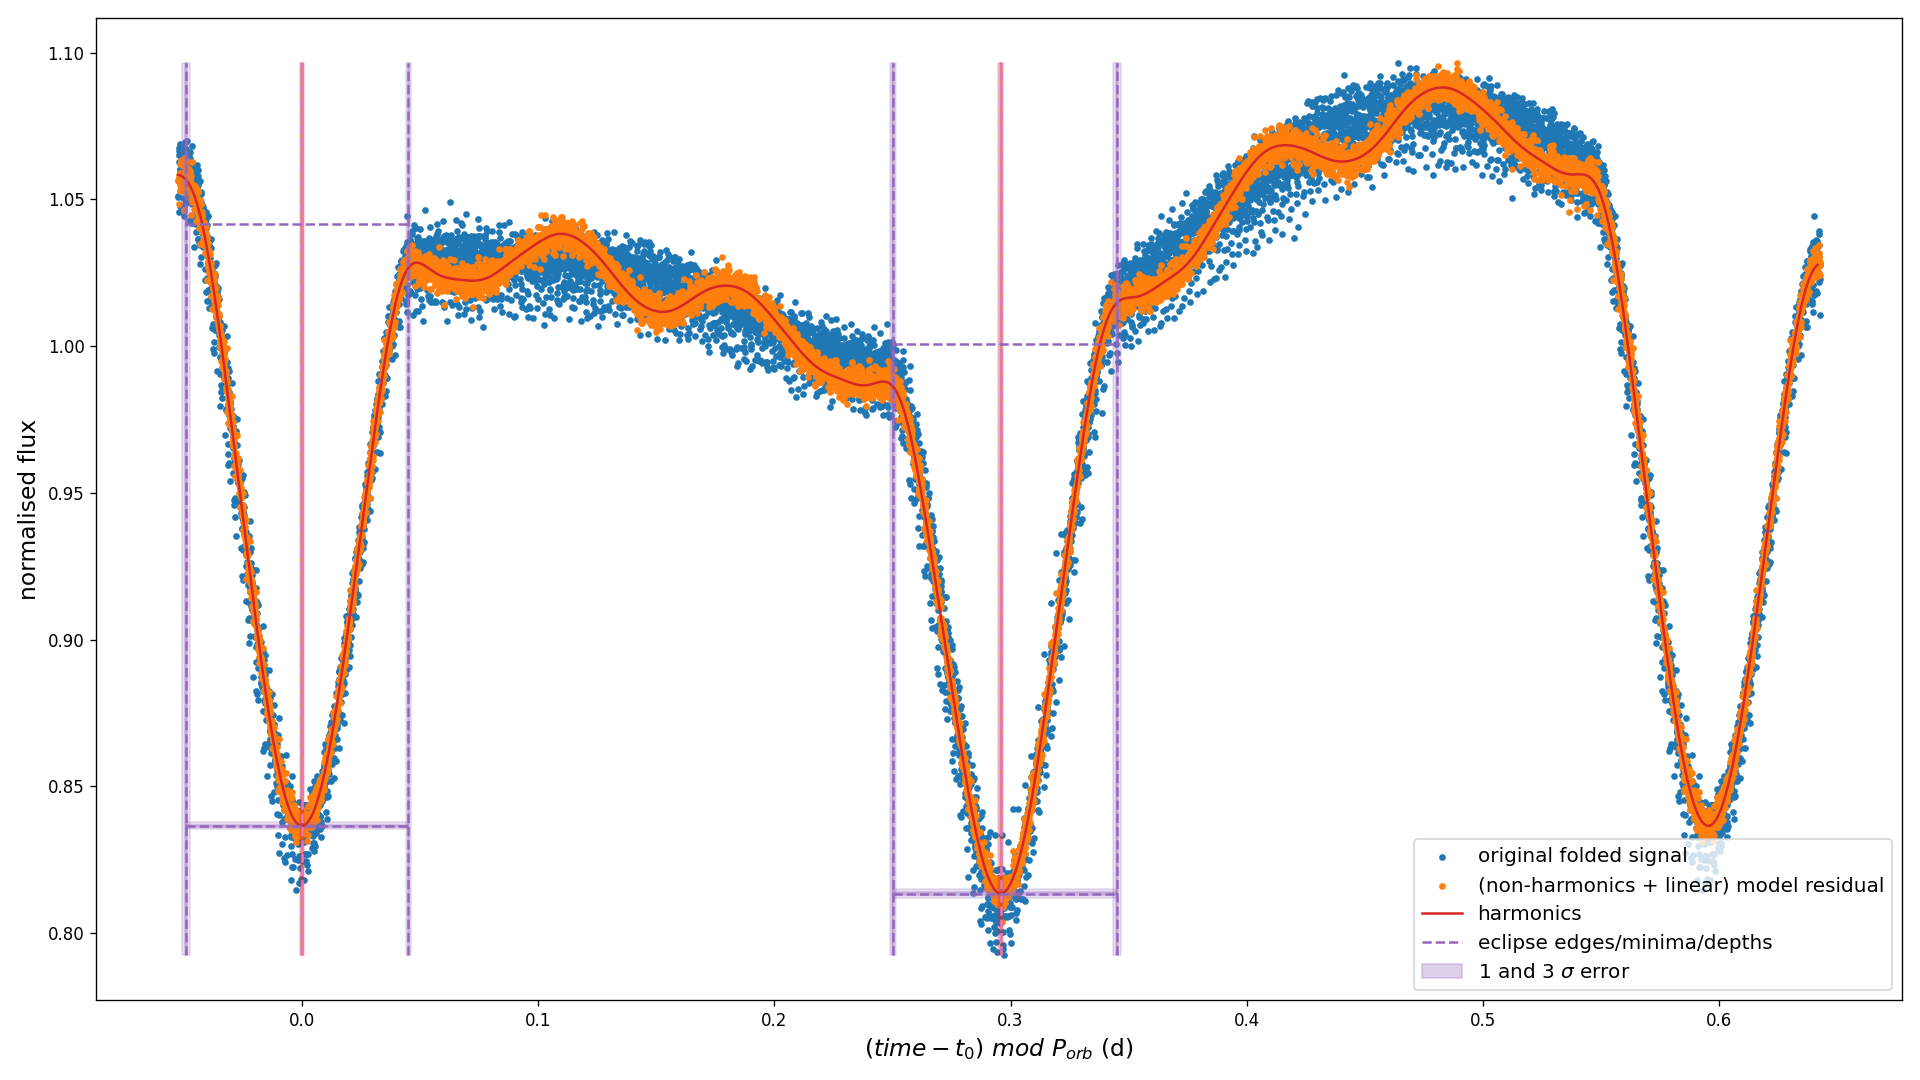 1.10
1.05
1.00
0.95
0.90
0.85
0.80
normalised flux
0.0 0.1 0.2 0.3 0.4 0.5 0.6
(time − t₀) mod Pₒᵣᵦ (d)
original folded signal
(non-harmonics + linear) model residual
harmonics
eclipse edges/minima/depths
1 and 3 σ error